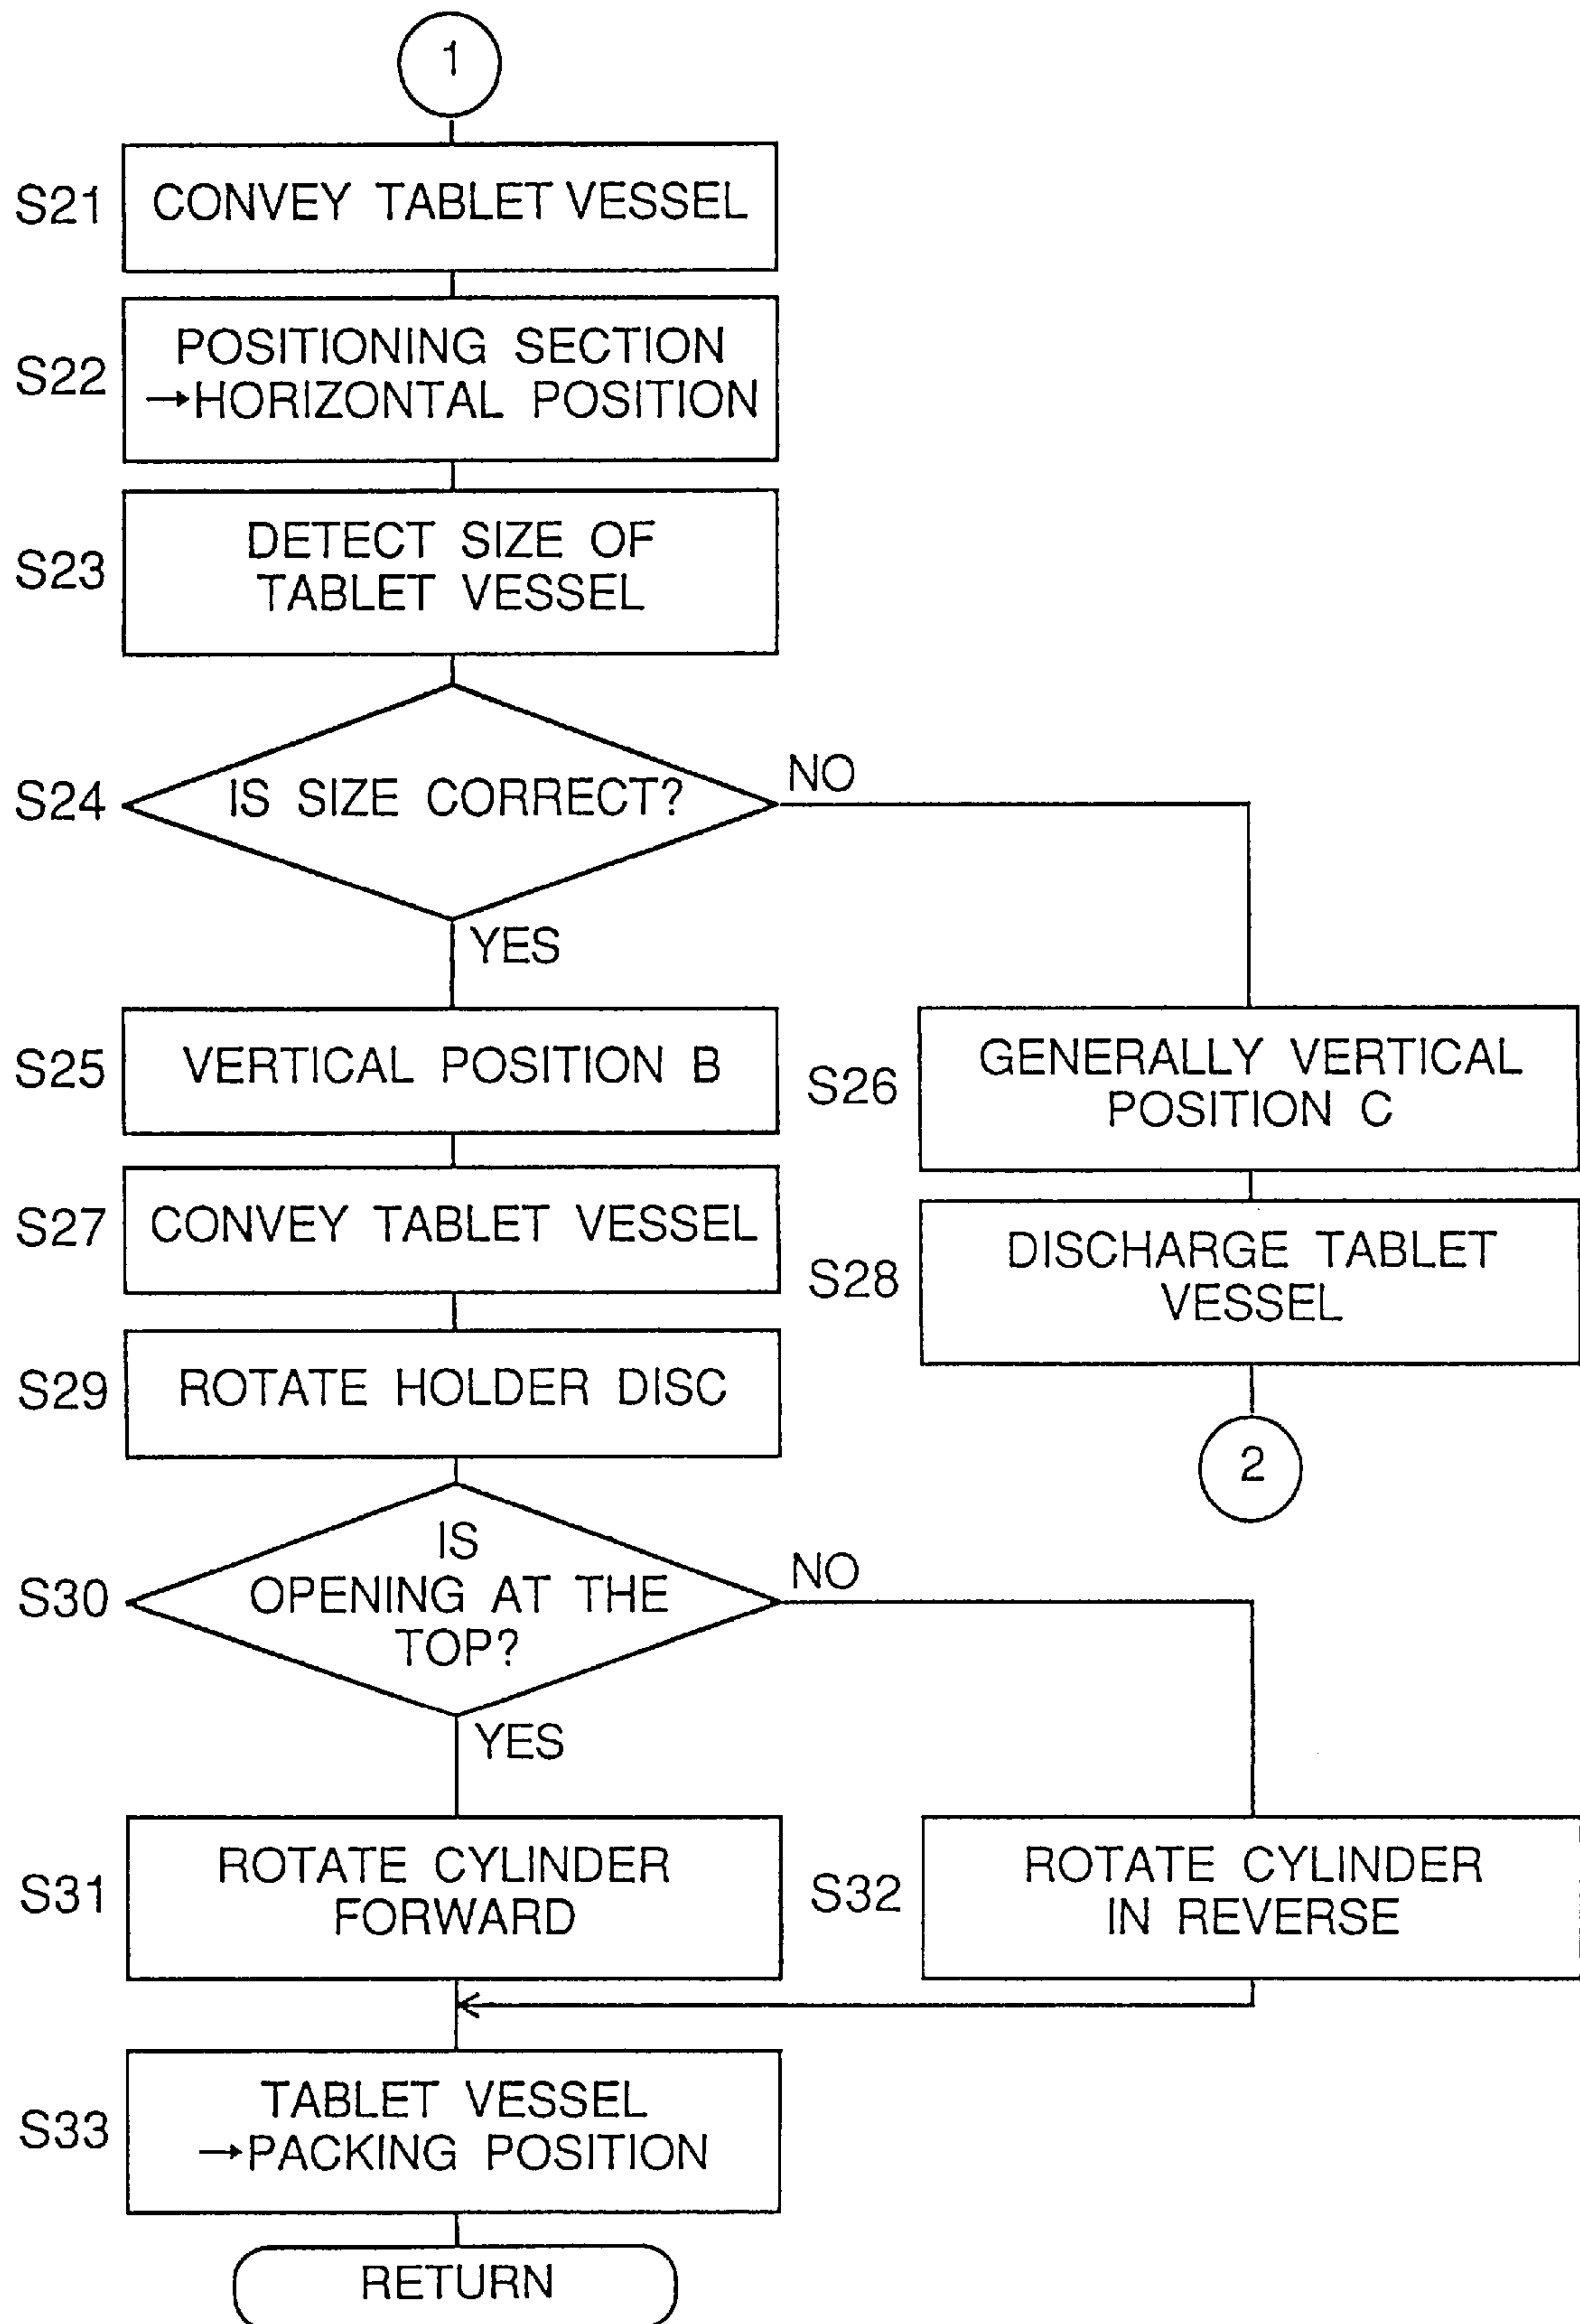 1
S21
CONVEY TABLET VESSEL
S22
POSITIONING SECTION
→HORIZONTAL POSITION
S23
DETECT SIZE OF
TABLET VESSEL
S24
IS SIZE CORRECT?
NO
YES
S25
VERTICAL POSITION B
S26
GENERALLY VERTICAL
POSITION C
S27
CONVEY TABLET VESSEL
S28
DISCHARGE TABLET
VESSEL
S29
ROTATE HOLDER DISC
2
S30
IS
OPENING AT THE
TOP?
NO
YES
S31
ROTATE CYLINDER
FORWARD
S32
ROTATE CYLINDER
IN REVERSE
S33
TABLET VESSEL
→PACKING POSITION
RETURN